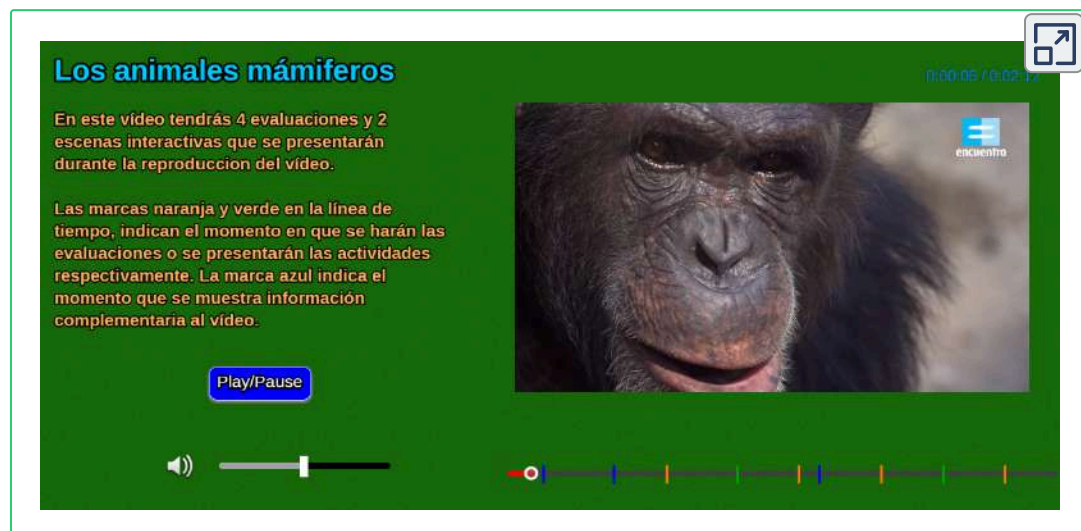 Los animales mámiferos
0:00:05 / 0:02:12
En este vídeo tendrás 4 evaluaciones y 2
escenas interactivas que se presentarán
durante la reproduccion del vídeo.
Las marcas naranja y verde en la línea de
tiempo, indican el momento en que se harán las
evaluaciones o se presentarán las actividades
respectivamente. La marca azul indica el
momento que se muestra información
complementaria al vídeo.
Play/Pause
encuentro